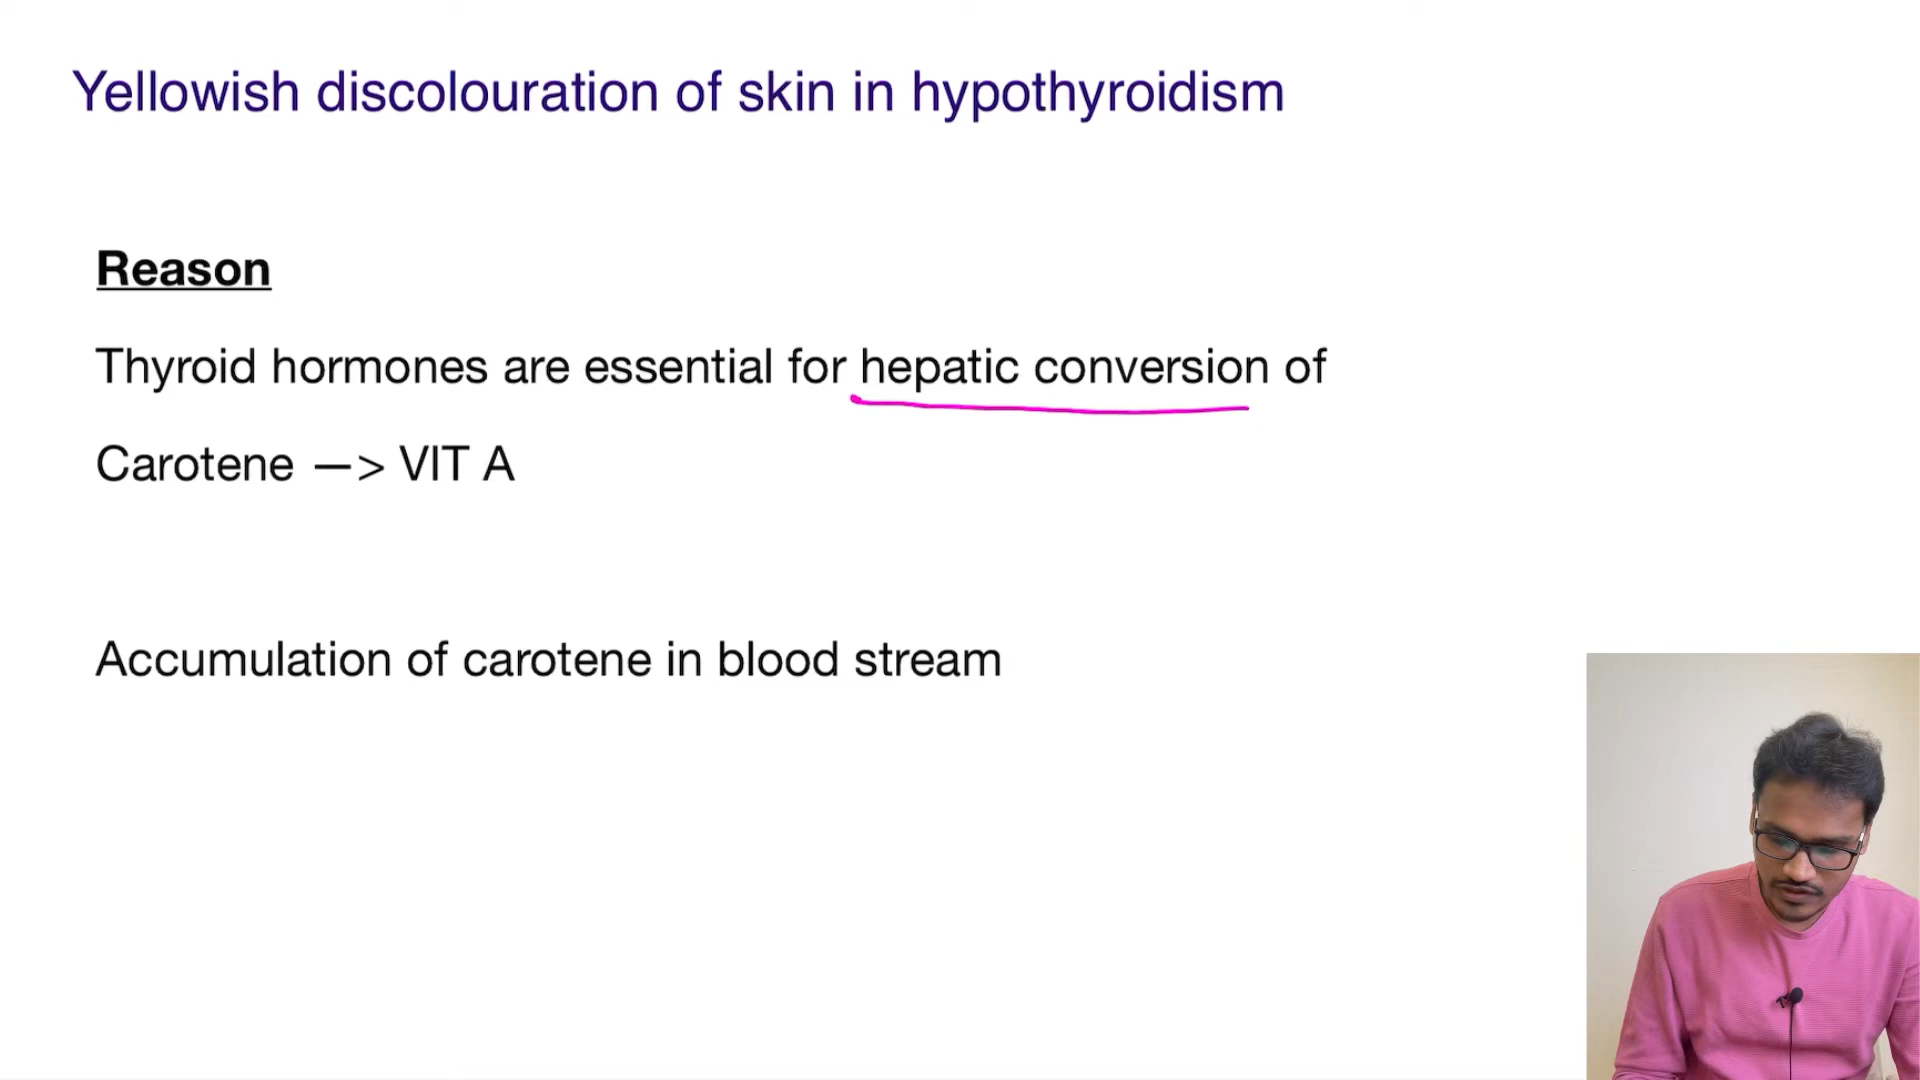 Yellowish discolouration of skin in hypothyroidism
Reason
Thyroid hormones are essential for hepatic conversion of
Carotene —> VIT A
Accumulation of carotene in blood stream